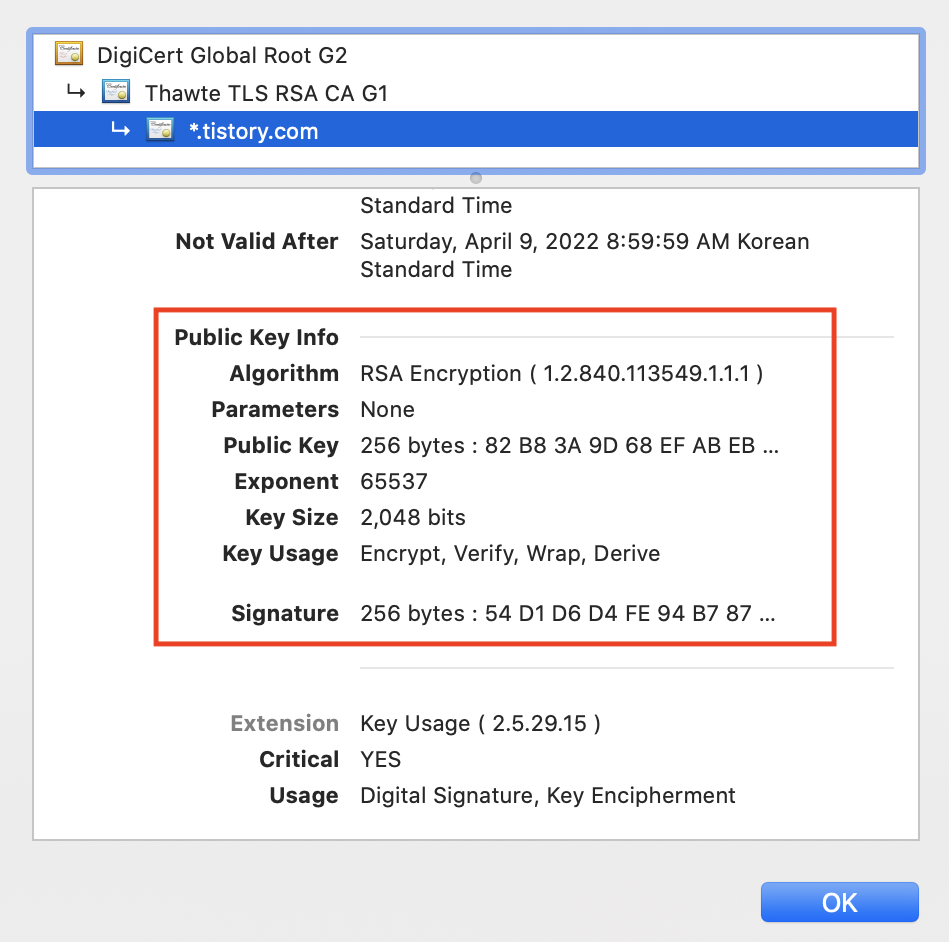 DigiCert Global Root G2
Thawte TLS RSA CA G1
*.tistory.com
Standard Time
Not Valid After Saturday, April 9, 2022 8:59:59 AM Korean
Standard Time
Public Key Info
Algorithm RSA Encryption ( 1.2.840.113549.1.1.1 )
Parameters None
Public Key 256 bytes : 82 B8 3A 9D 68 EF AB EB ...
Exponent 65537
Key Size 2,048 bits
Key Usage Encrypt, Verify, Wrap, Derive
Signature 256 bytes : 54 D1 D6 D4 FE 94 B7 87 ...
Extension Key Usage ( 2.5.29.15 )
Critical YES
Usage Digital Signature, Key Encipherment
OK